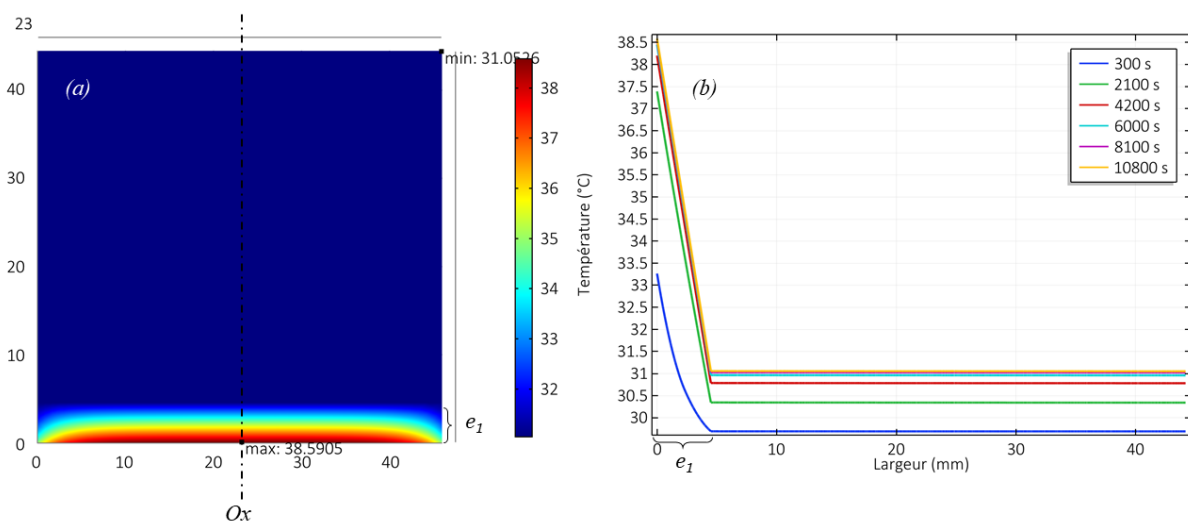 23
min: 31.0526
(a)
40
30
20
10
0
0
10
20
30
40
max: 38.5905
e1
Ox
38
37
36
35
34
33
32
Température (°C)
(b)
38.5
38
37.5
37
36.5
36
35.5
35
34.5
34
33.5
33
32.5
32
31.5
31
30.5
30
300 s
2100 s
4200 s
6000 s
8100 s
10800 s
0
10
20
30
40
e1
Largeur (mm)